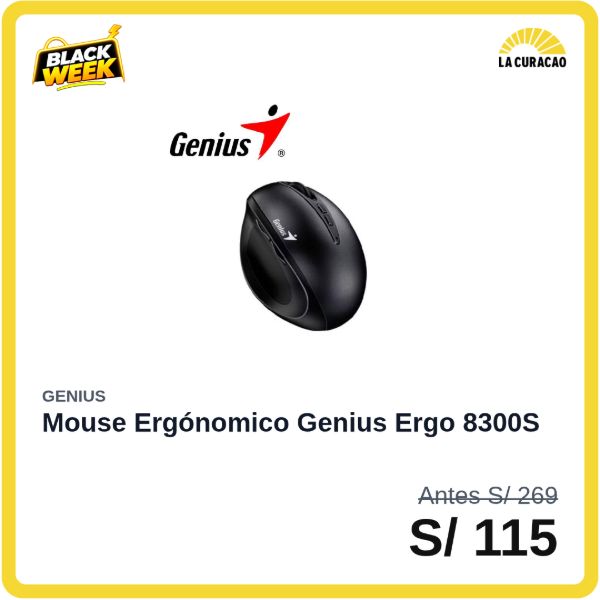 BLACK
WEEK
LA CURACAO
Genius®
Genius
GENIUS
Mouse Ergónomico Genius Ergo 8300S
Antes S/ 269
S/ 115